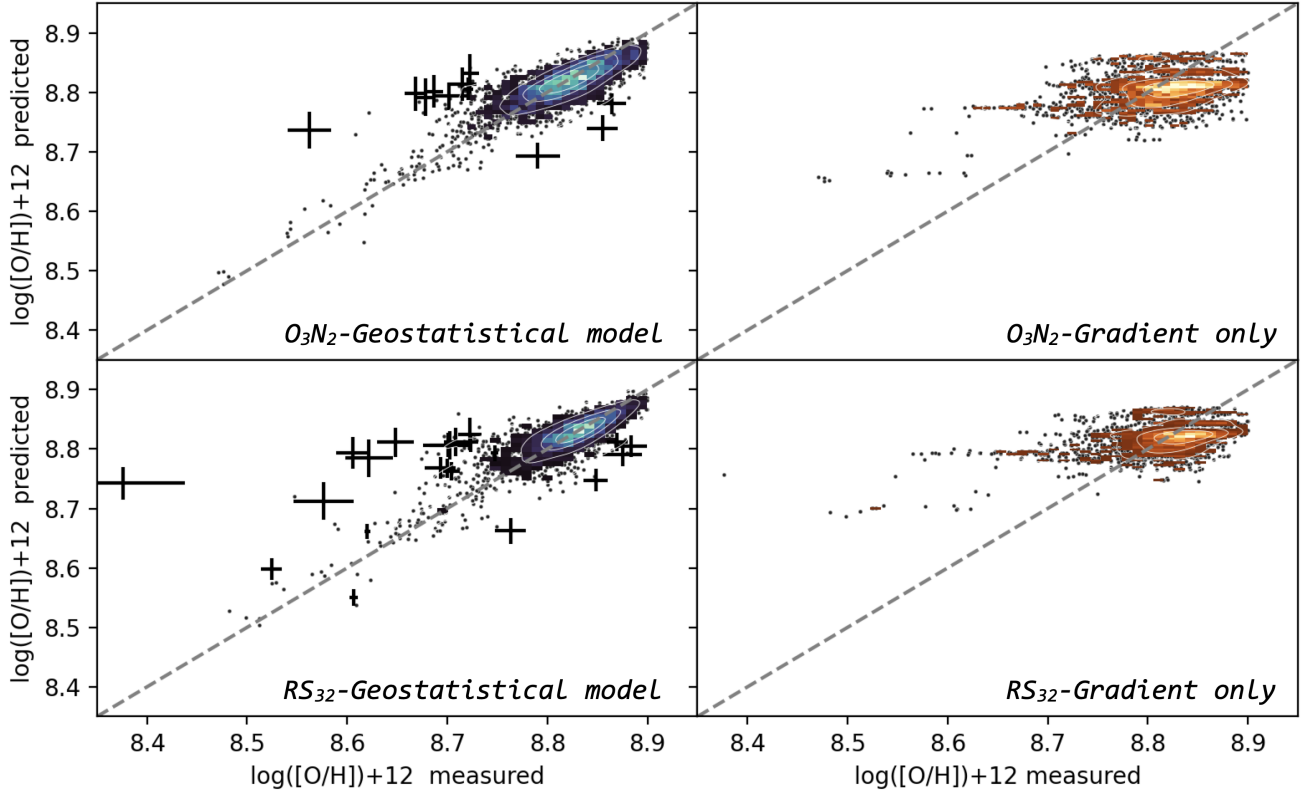 8.9
8.8
8.7
8.6
8.5
8.4
log([O/H])+12 predicted
O₃N₂-Geostatistical model
O₃N₂-Gradient only
8.9
8.8
8.7
8.6
8.5
8.4
log([O/H])+12 predicted
RS₃₂-Geostatistical model
RS₃₂-Gradient only
8.4 8.5 8.6 8.7 8.8 8.9
8.4 8.5 8.6 8.7 8.8 8.9
log([O/H])+12 measured
log([O/H])+12 measured